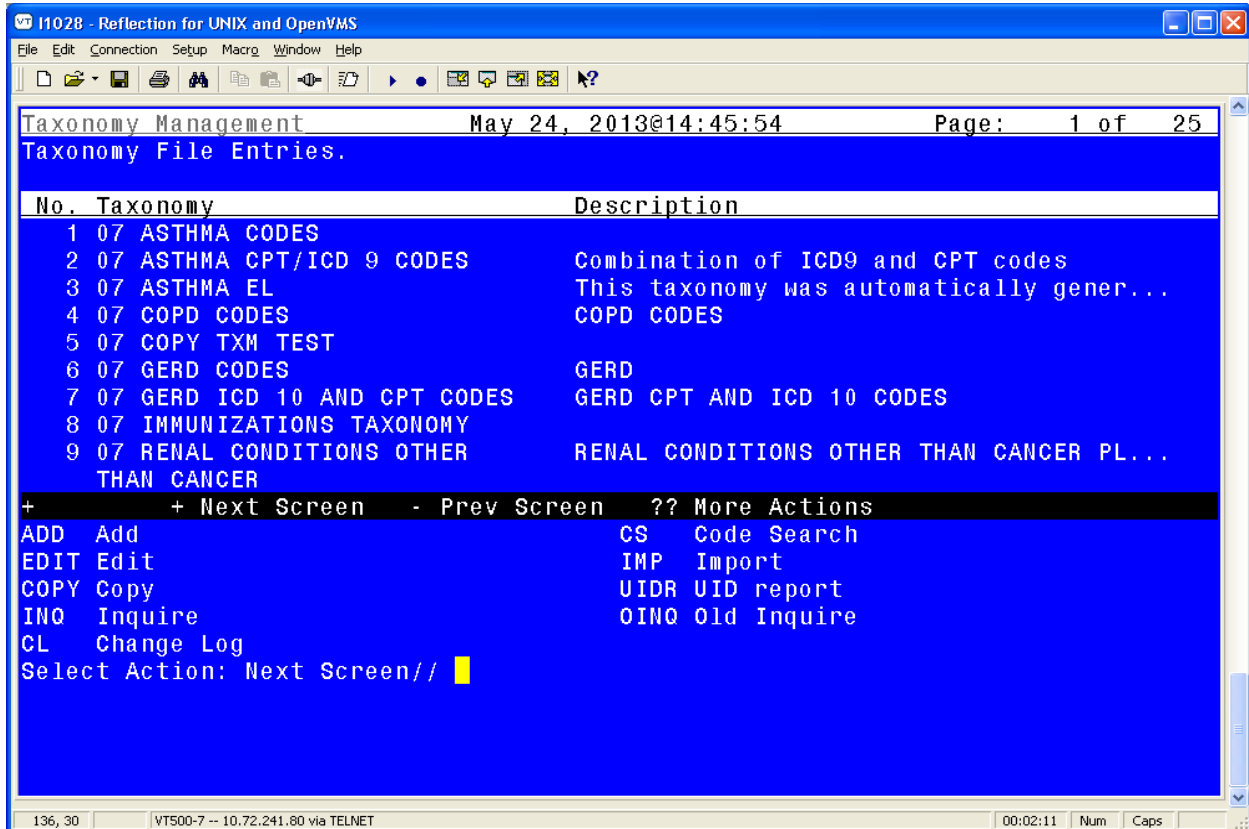 I1028 - Reflection for UNIX and OpenVMS
File Edit Connection Setup Macro Window Help
Taxonomy Management May 24, 2013@14:45:54 Page: 1 of 25
Taxonomy File Entries.
No. Taxonomy Description
1 07 ASTHMA CODES
2 07 ASTHMA CPT/ICD 9 CODES Combination of ICD9 and CPT codes
3 07 ASTHMA EL This taxonomy was automatically gener...
4 07 COPD CODES COPD CODES
5 07 COPY TXM TEST
6 07 GERD CODES GERD
7 07 GERD ICD 10 AND CPT CODES GERD CPT AND ICD 10 CODES
8 07 IMMUNIZATIONS TAXONOMY
9 07 RENAL CONDITIONS OTHER RENAL CONDITIONS OTHER THAN CANCER PL...
THAN CANCER
+ + Next Screen - Prev Screen ?? More Actions
ADD Add CS Code Search
EDIT Edit IMP Import
COPY Copy UIDR UID report
INQ Inquire OINQ Old Inquire
CL Change Log
Select Action: Next Screen//
136, 30 VT500-7 -- 10.72.241.80 via TELNET 00:02:11 Num Caps